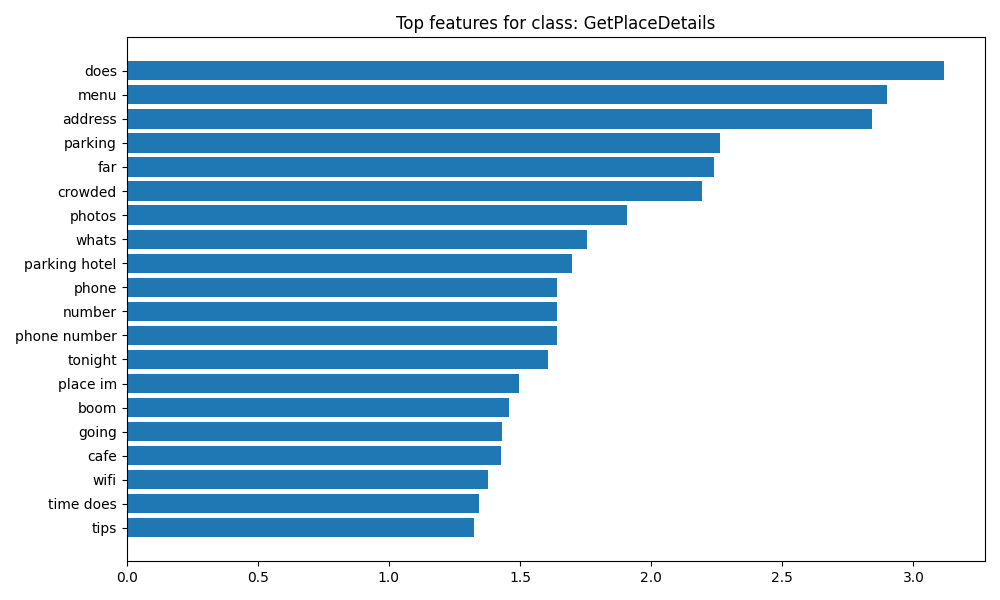 Top features for class: GetPlaceDetails
does
menu
address
parking
far
crowded
photos
whats
parking hotel
phone
number
phone number
tonight
place im
boom
going
cafe
wifi
time does
tips
0.0 0.5 1.0 1.5 2.0 2.5 3.0